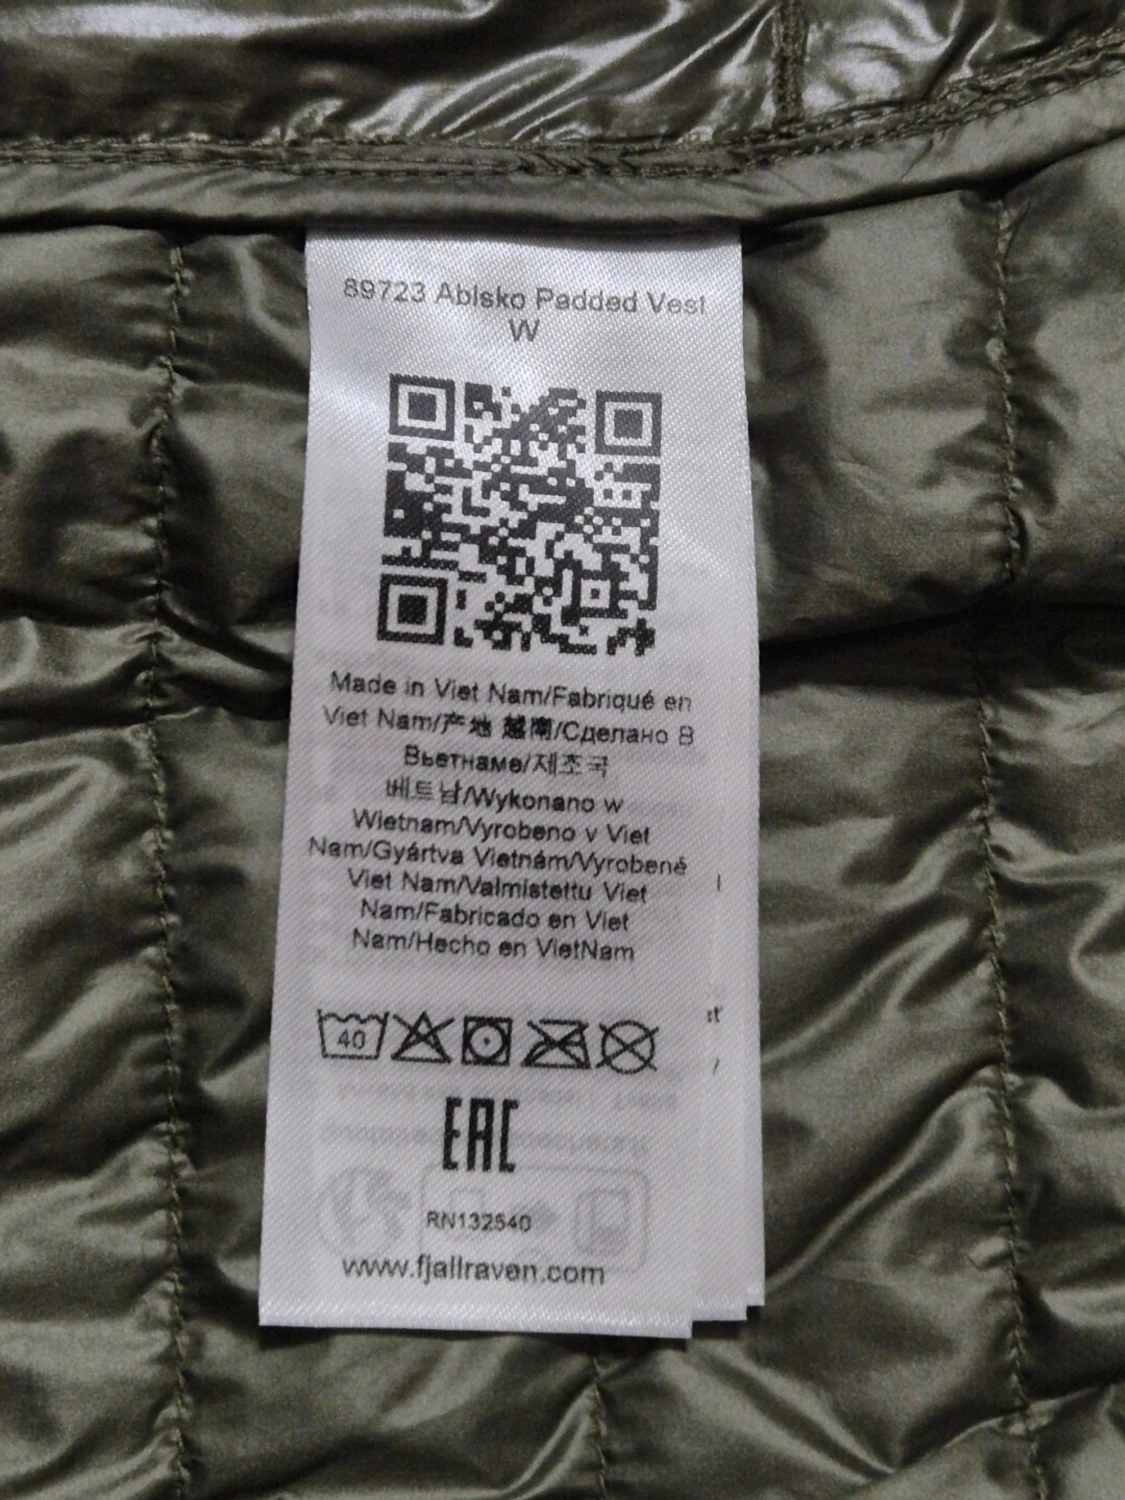 89723 Abisko Padded Vest
W
Made in Viet Nam/Fabriqué en
Viet Nam/产地 越南/Сделано В
Вьетнаме/제조국
베트남/Wykonano w
Wietnam/Vyrobeno v Viet
Nam/Gyártva Vietnám/Vyrobené
Viet Nam/Valmistettu Viet
Nam/Fabricado en Viet
Nam/Hecho en VietNam
40
EAC
RN132540
www.fjallraven.com